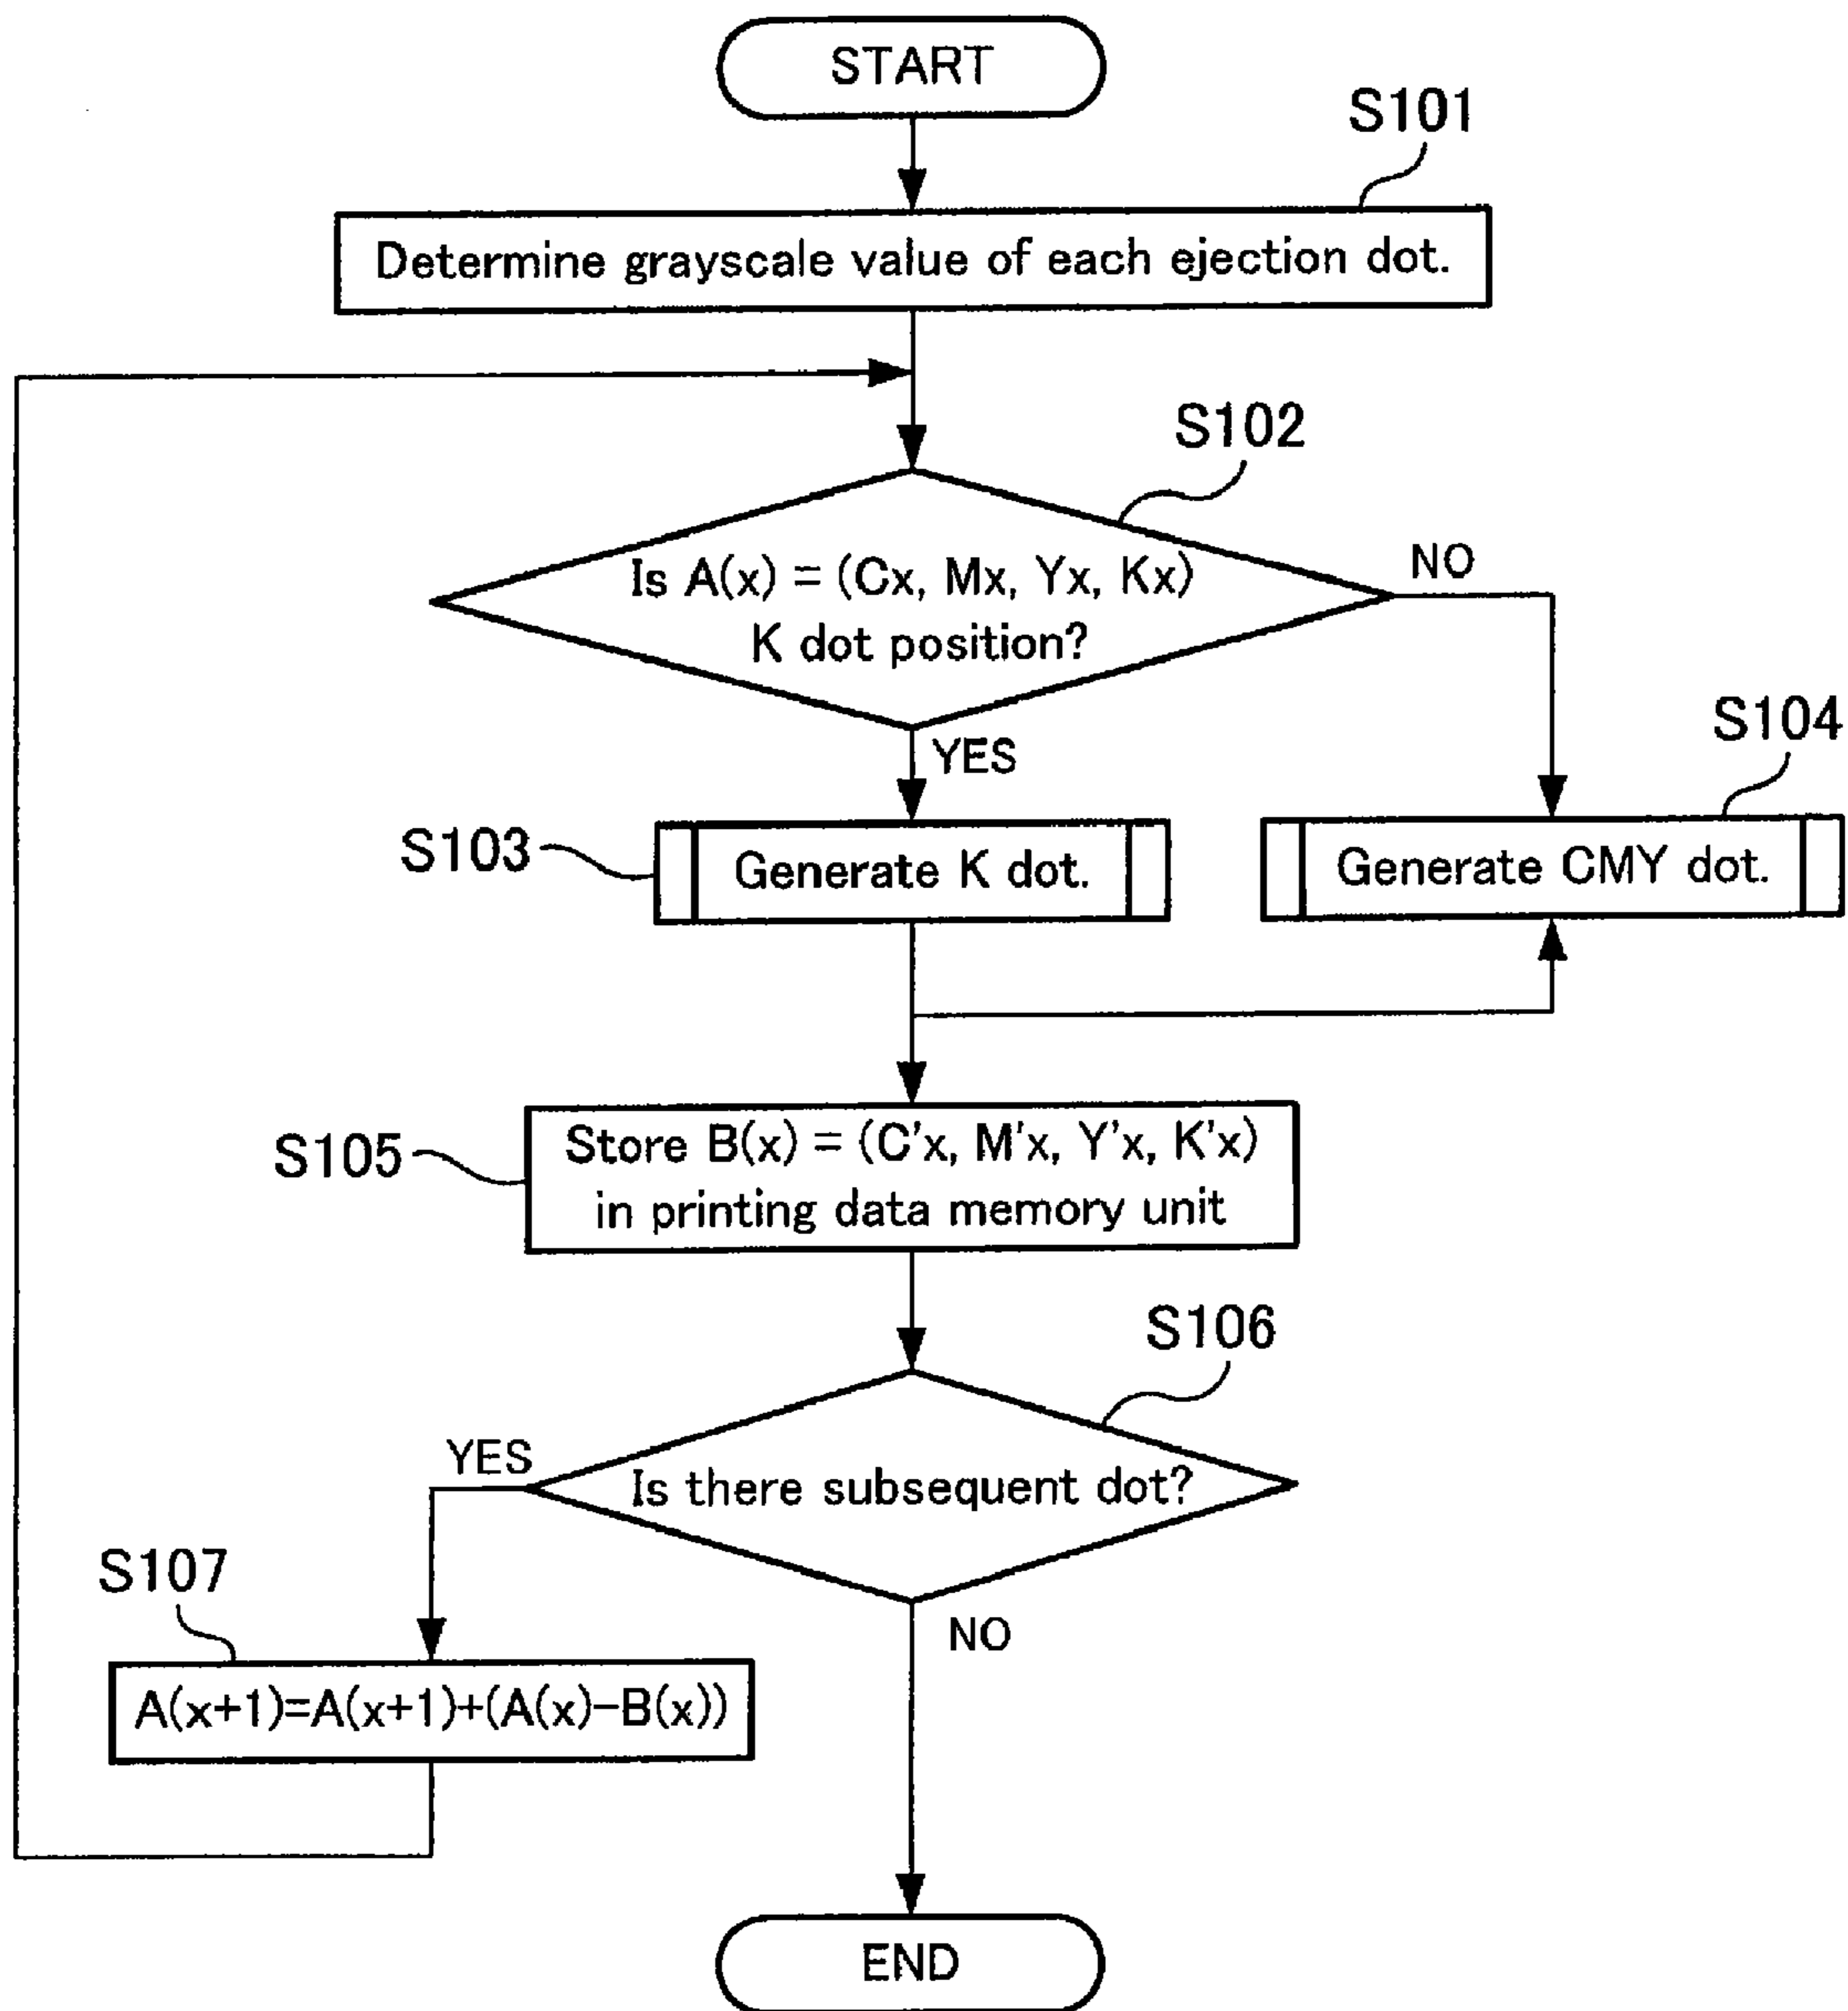 START
S101
Determine grayscale value of each ejection dot.
S102
Is A(x) = (Cx, Mx, Yx, Kx)
K dot position?
NO
YES
S104
S103
Generate K dot.
Generate CMY dot.
S105
Store B(x) = (C'x, M'x, Y'x, K'x)
in printing data memory unit
S106
YES
Is there subsequent dot?
S107
NO
A(x+1)=A(x+1)+(A(x)-B(x))
END